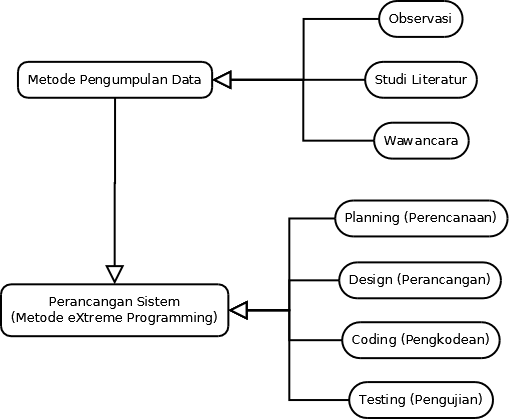 Observasi
Metode Pengumpulan Data
Studi Literatur
Wawancara
Planning (Perencanaan)
Design (Perancangan)
Perancangan Sistem
(Metode eXtreme Programming)
Coding (Pengkodean)
Testing (Pengujian)